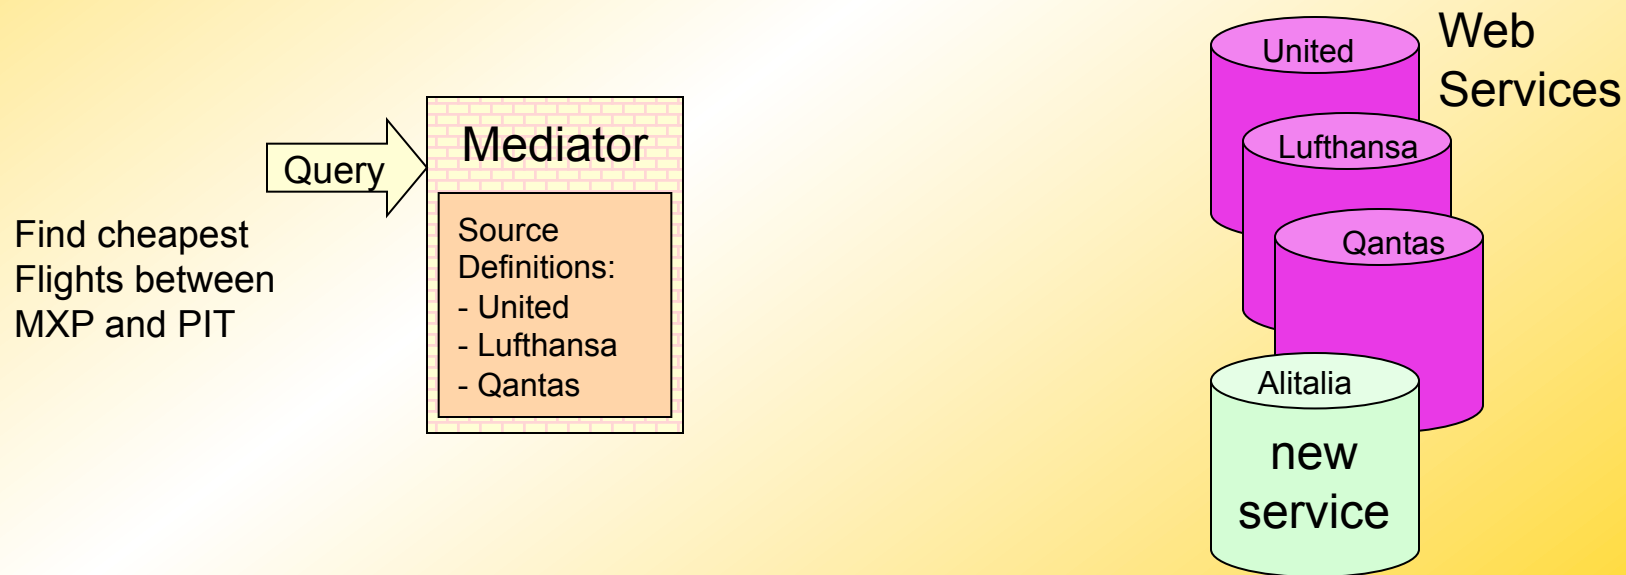 Find cheapest
Flights between
MXP and PIT
Query
Mediator
Source
Definitions:
- United
- Lufthansa
- Qantas
Web
Services
United
Lufthansa
Qantas
Alitalia
new
service